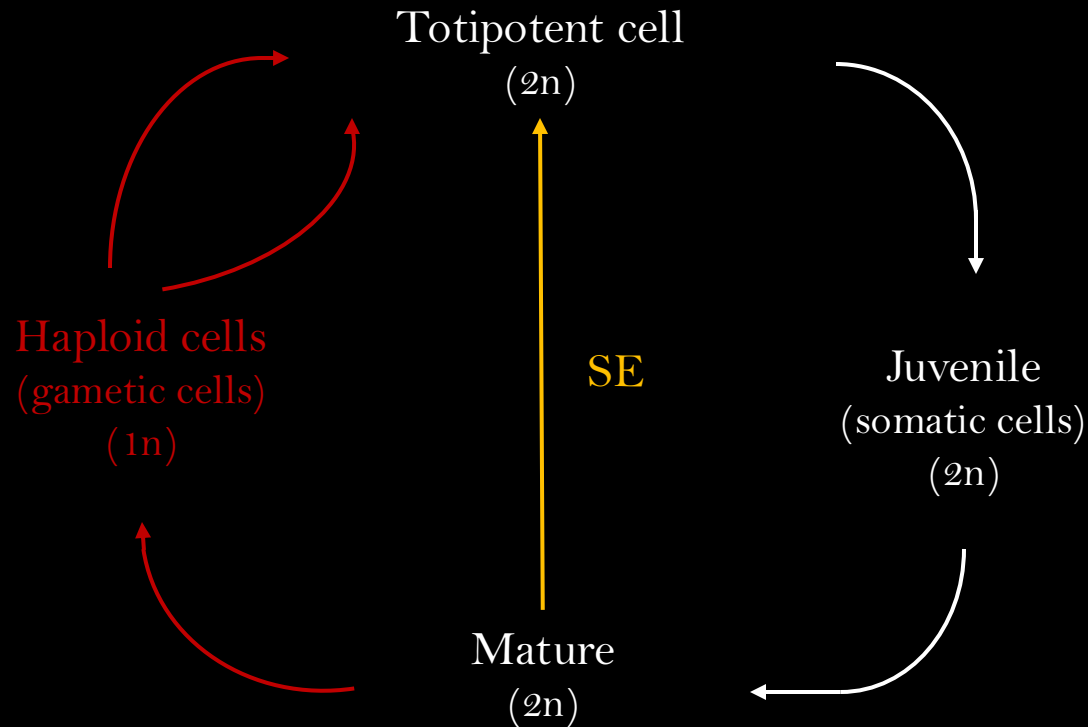 Totipotent cell
(2n)
Haploid cells
(gametic cells)
(1n)
SE
Juvenile
(somatic cells)
(2n)
Mature
(2n)